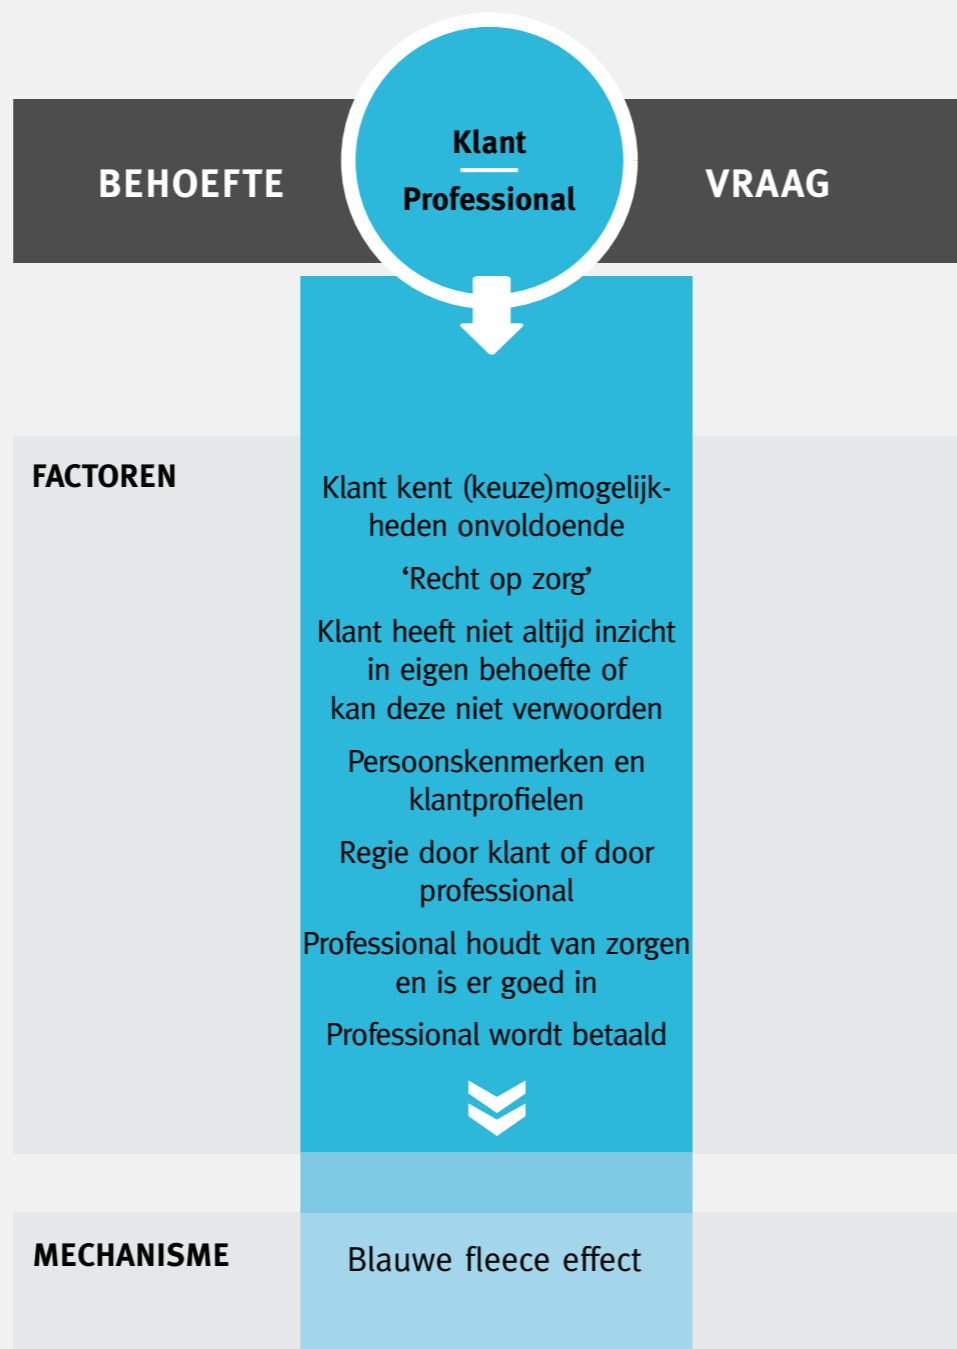 BEHOEFTE
Klant
Professional
VRAAG
FACTOREN
Klant kent (keuze)mogelijk-
heden onvoldoende
‘Recht op zorg’
Klant heeft niet altijd inzicht
in eigen behoefte of
kan deze niet verwoorden
Persoonskenmerken en
klantprofielen
Regie door klant of door
professional
Professional houdt van zorgen
en is er goed in
Professional wordt betaald
MECHANISME
Blauwe fleece effect